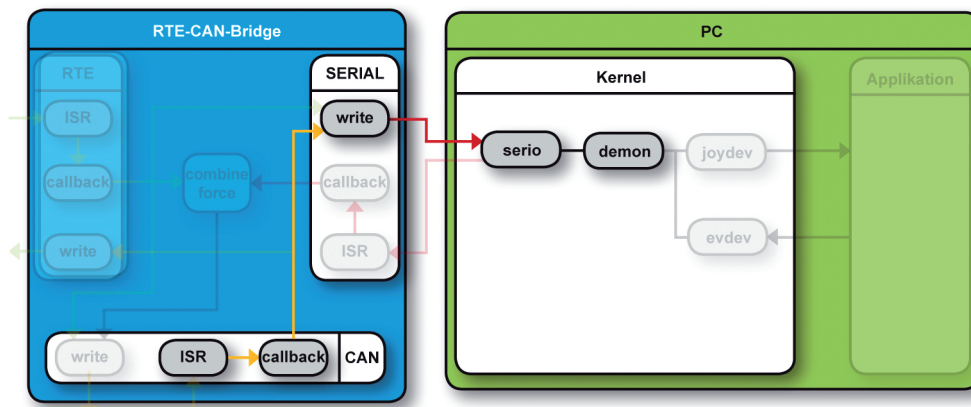 RTE-CAN-Bridge
RTE
ISR
callback
write
combine
force
SERIAL
write
callback
ISR
write
ISR
callback
CAN
PC
Kernel
serio
demon
joydev
evdev
Applikation